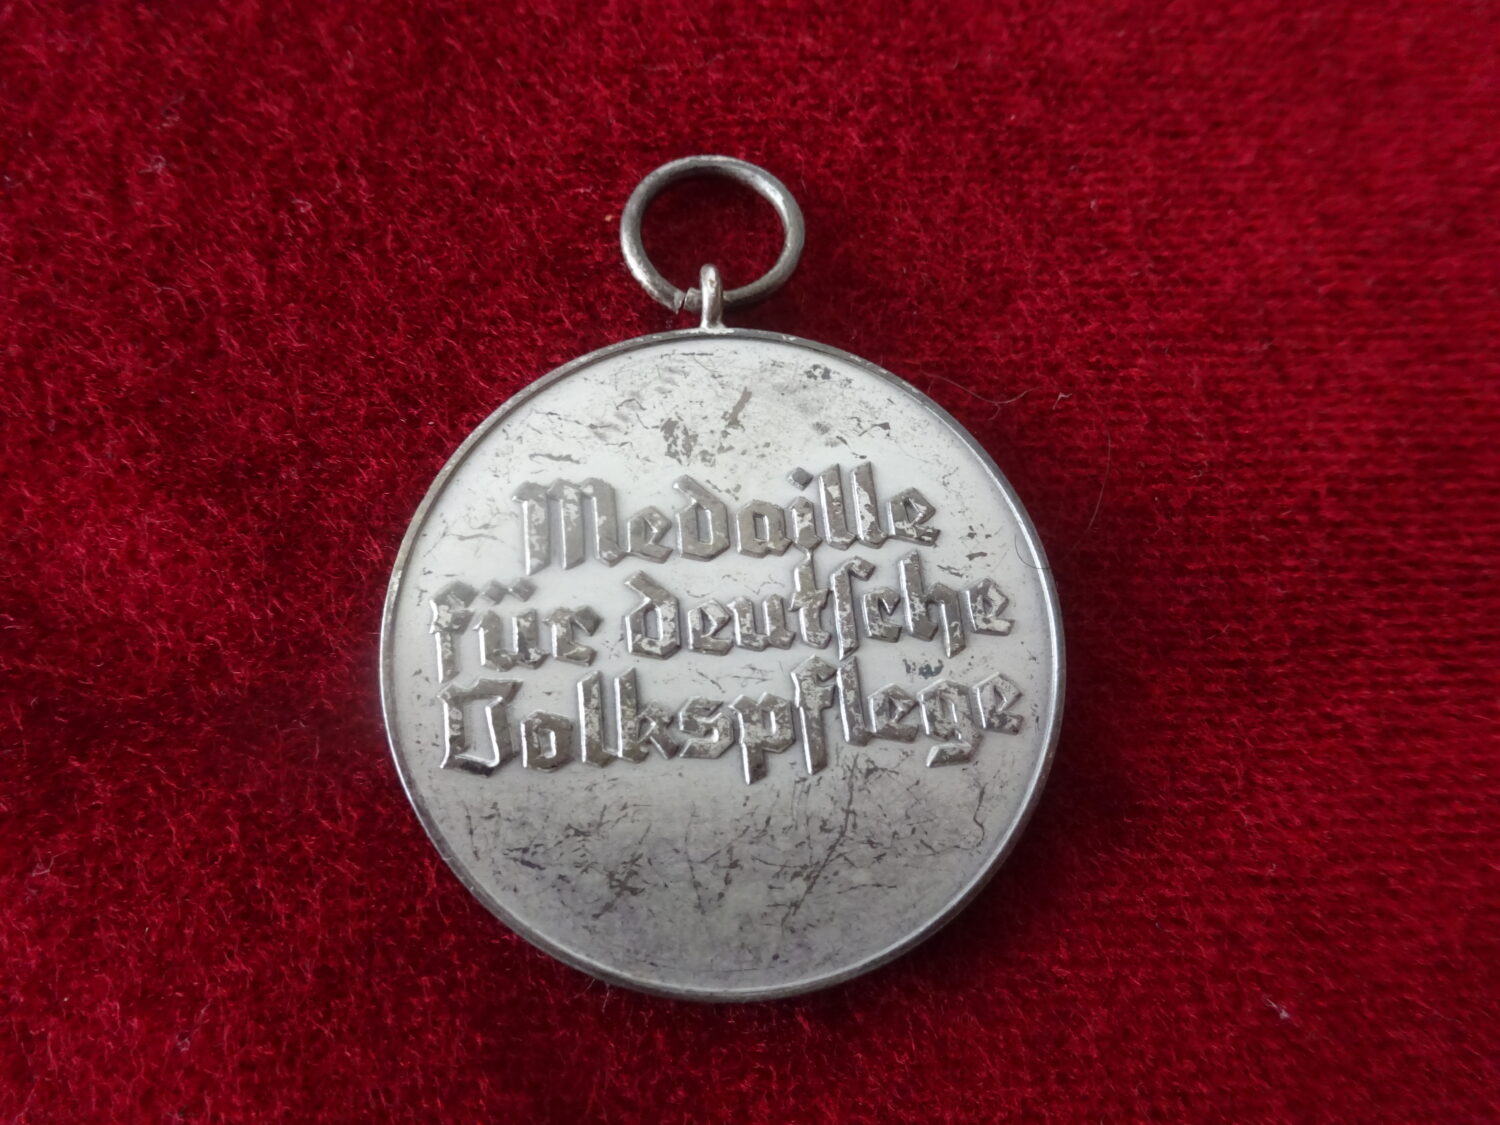 Medaille
für deutsche
Volkspflege